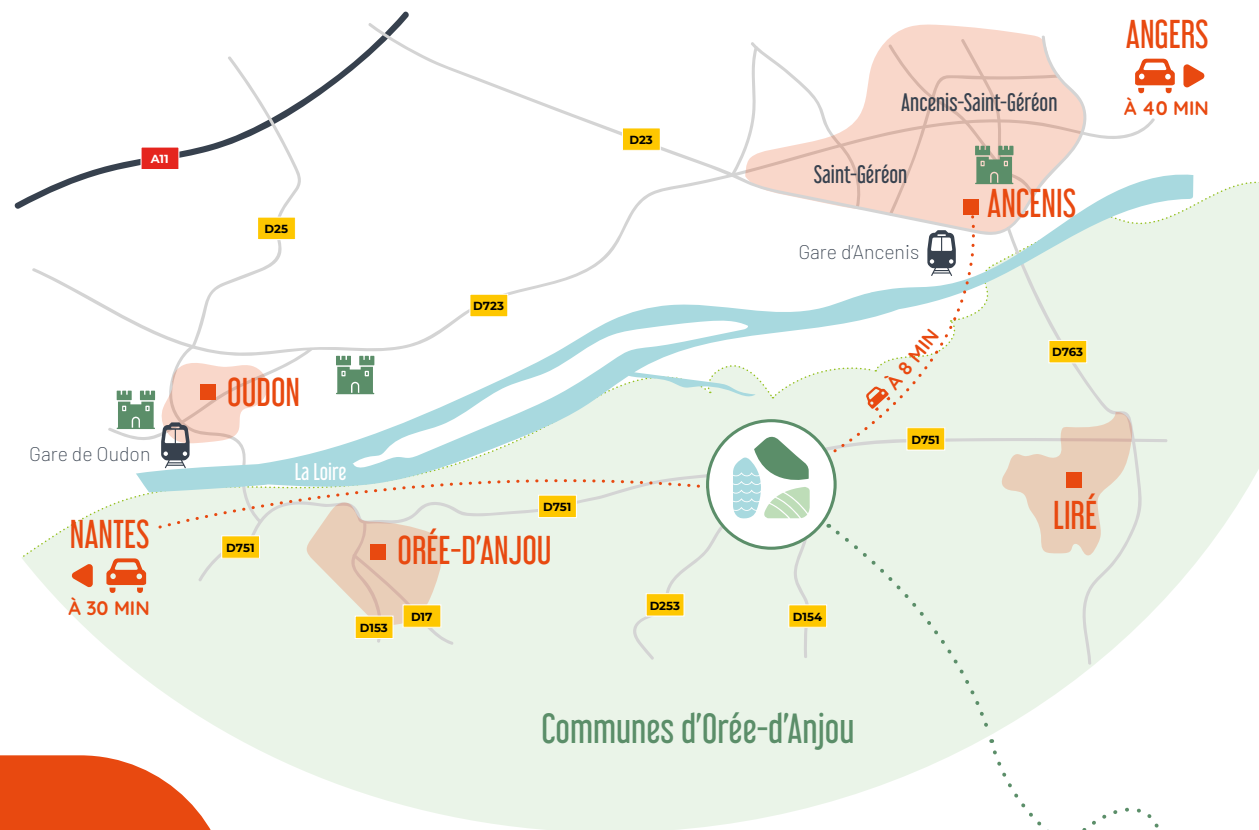 ANGERS
À 40 MIN
Ancenis-Saint-Géréon
D23
A11
Saint-Géréon
ANCENIS
D25
Gare d'Ancenis
D723
À 8 MIN
D763
OUDON
Gare de Oudon
D751
La Loire
LIRÉ
D751
NANTES
À 30 MIN
D751
ORÉE-D'ANJOU
D153
D17
D253
D154
Communes d'Orée-d'Anjou